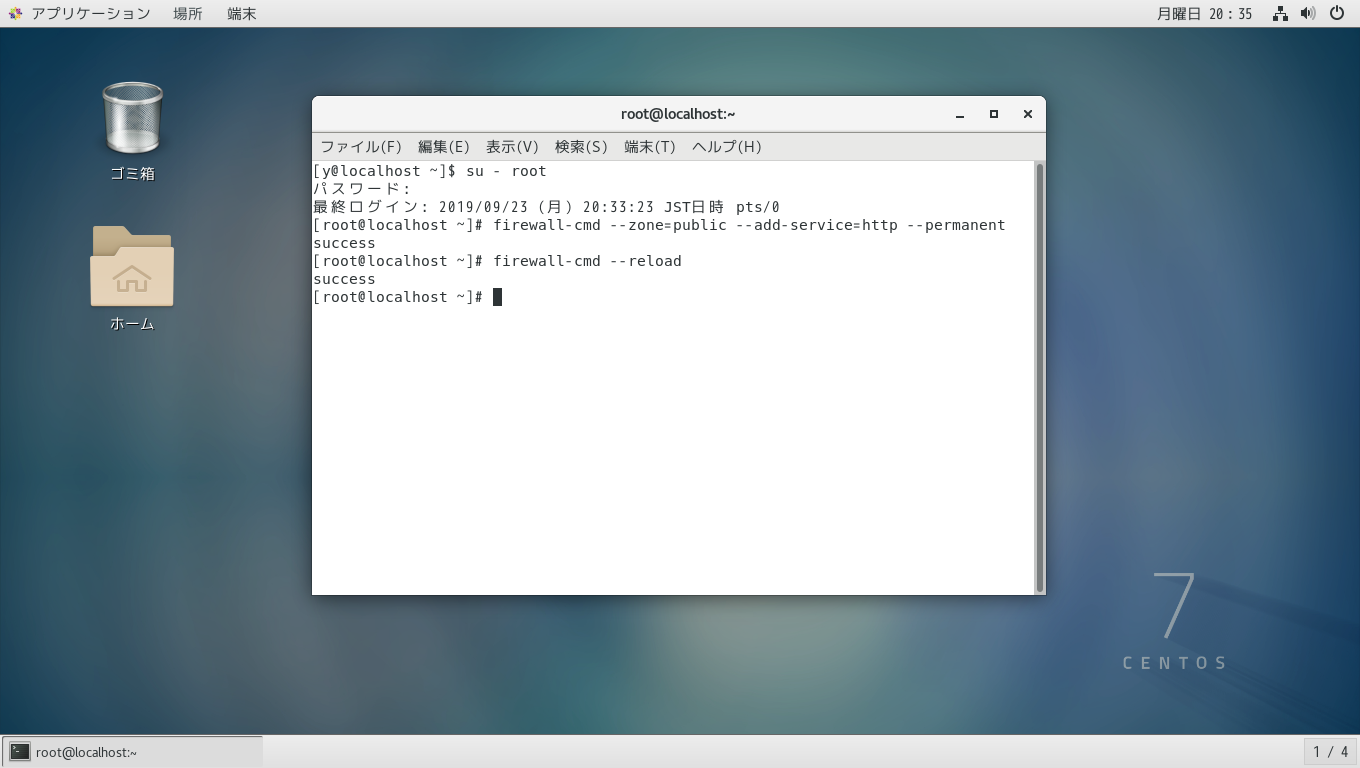 アプリケーション 場所 端末 月曜日 20：35
ゴミ箱
ホーム
root@localhost:~
ファイル(F) 編集(E) 表示(V) 検索(S) 端末(T) ヘルプ(H)
[y@localhost ~]$ su - root
パスワード:
最終ログイン: 2019/09/23 (月) 20:33:23 JST日時 pts/0
[root@localhost ~]# firewall-cmd --zone=public --add-service=http --permanent
success
[root@localhost ~]# firewall-cmd --reload
success
[root@localhost ~]#
7
CENTOS
root@localhost:~ 1 / 4